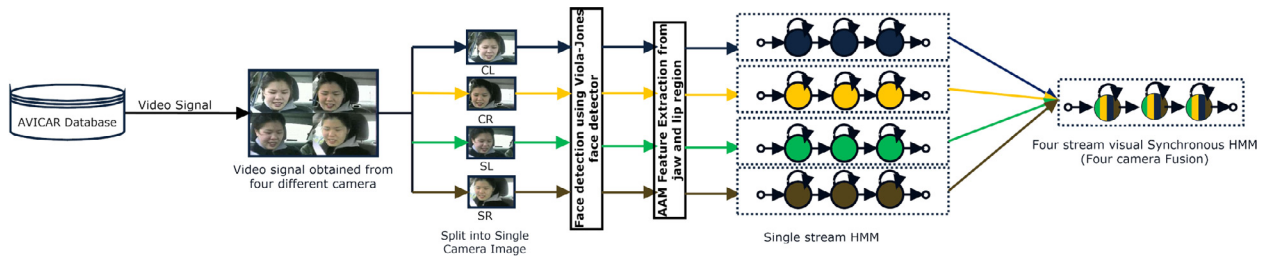 AVICAR Database
Video Signal
Video signal obtained from
four different camera
CL
CR
SL
SR
Split into Single
Camera Image
Face detection using Viola-Jones
face detector
AAM Feature Extraction from
jaw and lip region
Single stream HMM
Four stream visual Synchronous HMM
(Four camera Fusion)